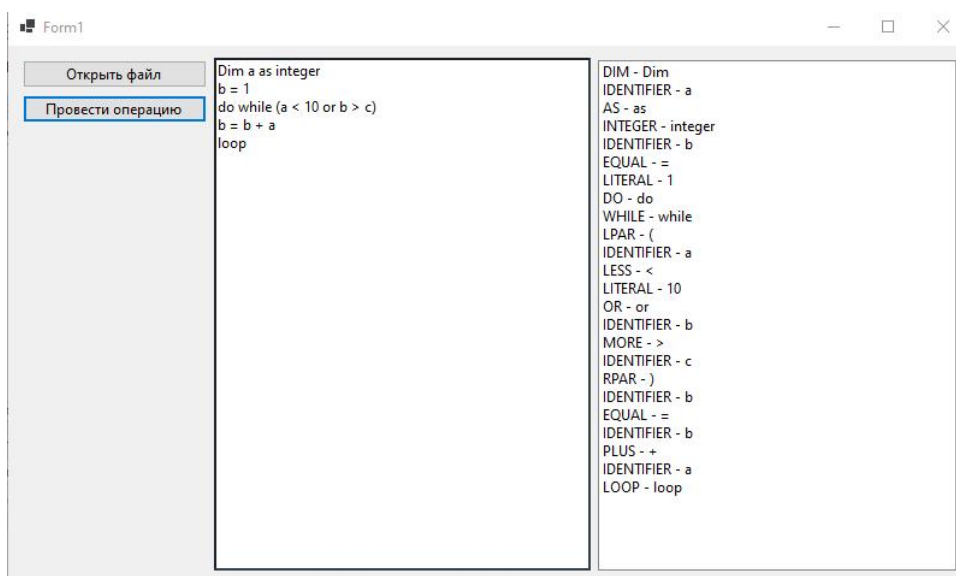 Form1
Открыть файл
Провести операцию
Dim a as integer
b = 1
do while (a < 10 or b > c)
b = b + a
loop
DIM - Dim
IDENTIFIER - a
AS - as
INTEGER - integer
IDENTIFIER - b
EQUAL - =
LITERAL - 1
DO - do
WHILE - while
LPAR - (
IDENTIFIER - a
LESS - <
LITERAL - 10
OR - or
IDENTIFIER - b
MORE - >
IDENTIFIER - c
RPAR - )
IDENTIFIER - b
EQUAL - =
IDENTIFIER - b
PLUS - +
IDENTIFIER - a
LOOP - loop